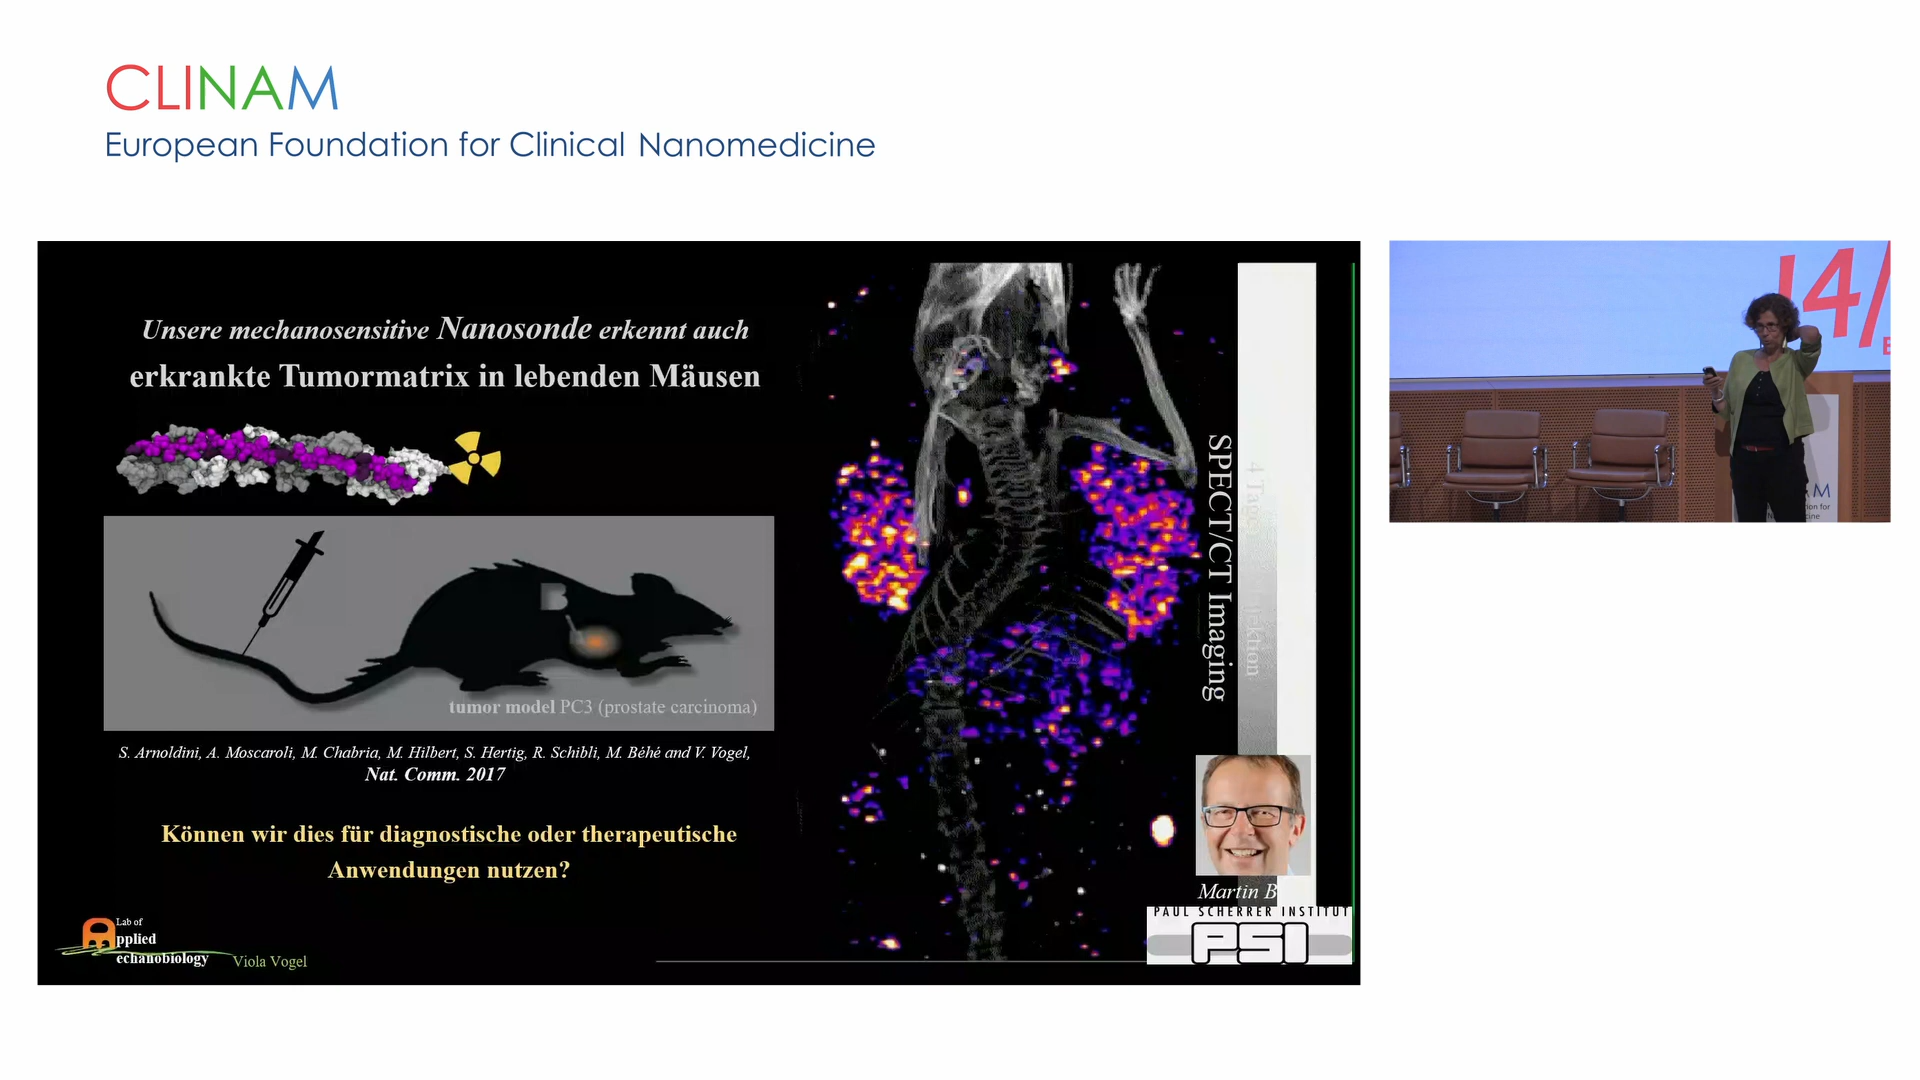 CLINAM
European Foundation for Clinical Nanomedicine
Unsere mechanosensitive Nanosonde erkennt auch
erkrankte Tumormatrix in lebenden Mäusen
tumor model PC3 (prostate carcinoma)
S. Arnoldini, A. Moscaroli, M. Chabria, M. Hilbert, S. Hertig, R. Schibli, M. Béhé and V. Vogel,
Nat. Comm. 2017
Können wir dies für diagnostische oder therapeutische
Anwendungen nutzen?
Lab of
pplied
echanobiology
Viola Vogel
SPECT/CT Imaging
4 Tage
Martin B
PAUL SCHERRER INSTITUT
PSI
14/
AM